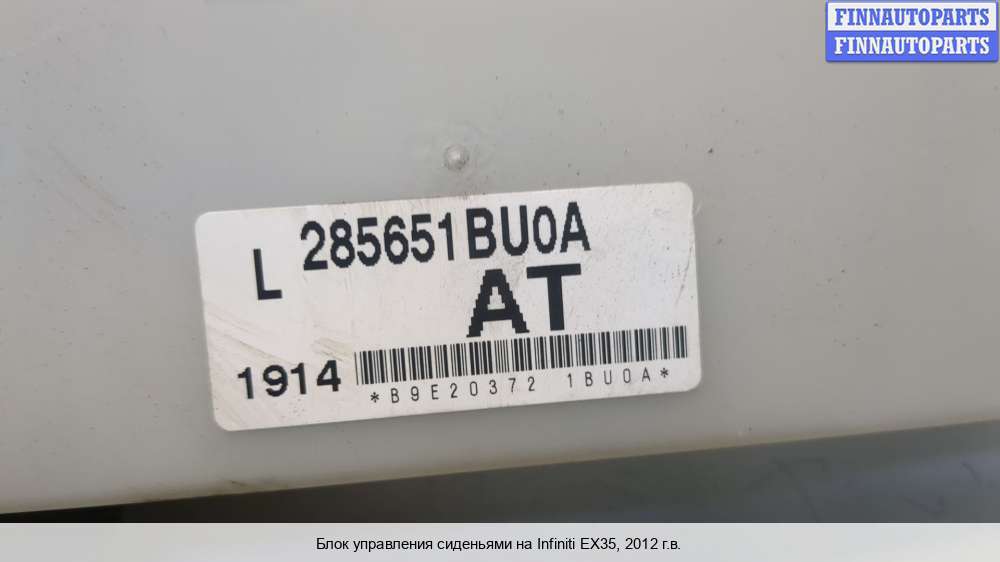 FINNAUTOPARTS
FINNAUTOPARTS
L 285651BU0A
AT
1914
*B9E20372 1BU0A*
Блок управления сиденьями на Infiniti EX35, 2012 г.в.